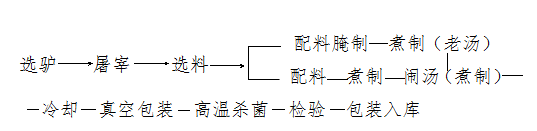 配料腌制—煮制（老汤）
选驴→屠宰→选料→
配料—煮制—闹汤（煮制）—
—冷却—真空包装—高温杀菌—检验—包装入库